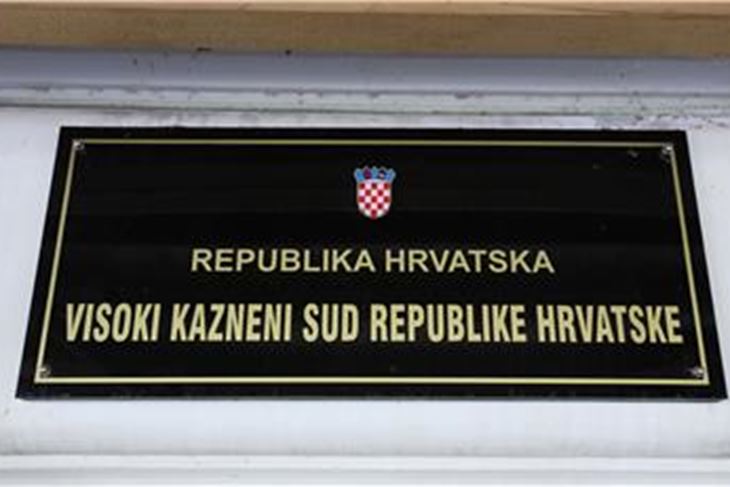 REPUBLIKA HRVATSKA
VISOKI KAZNENI SUD REPUBLIKE HRVATSKE